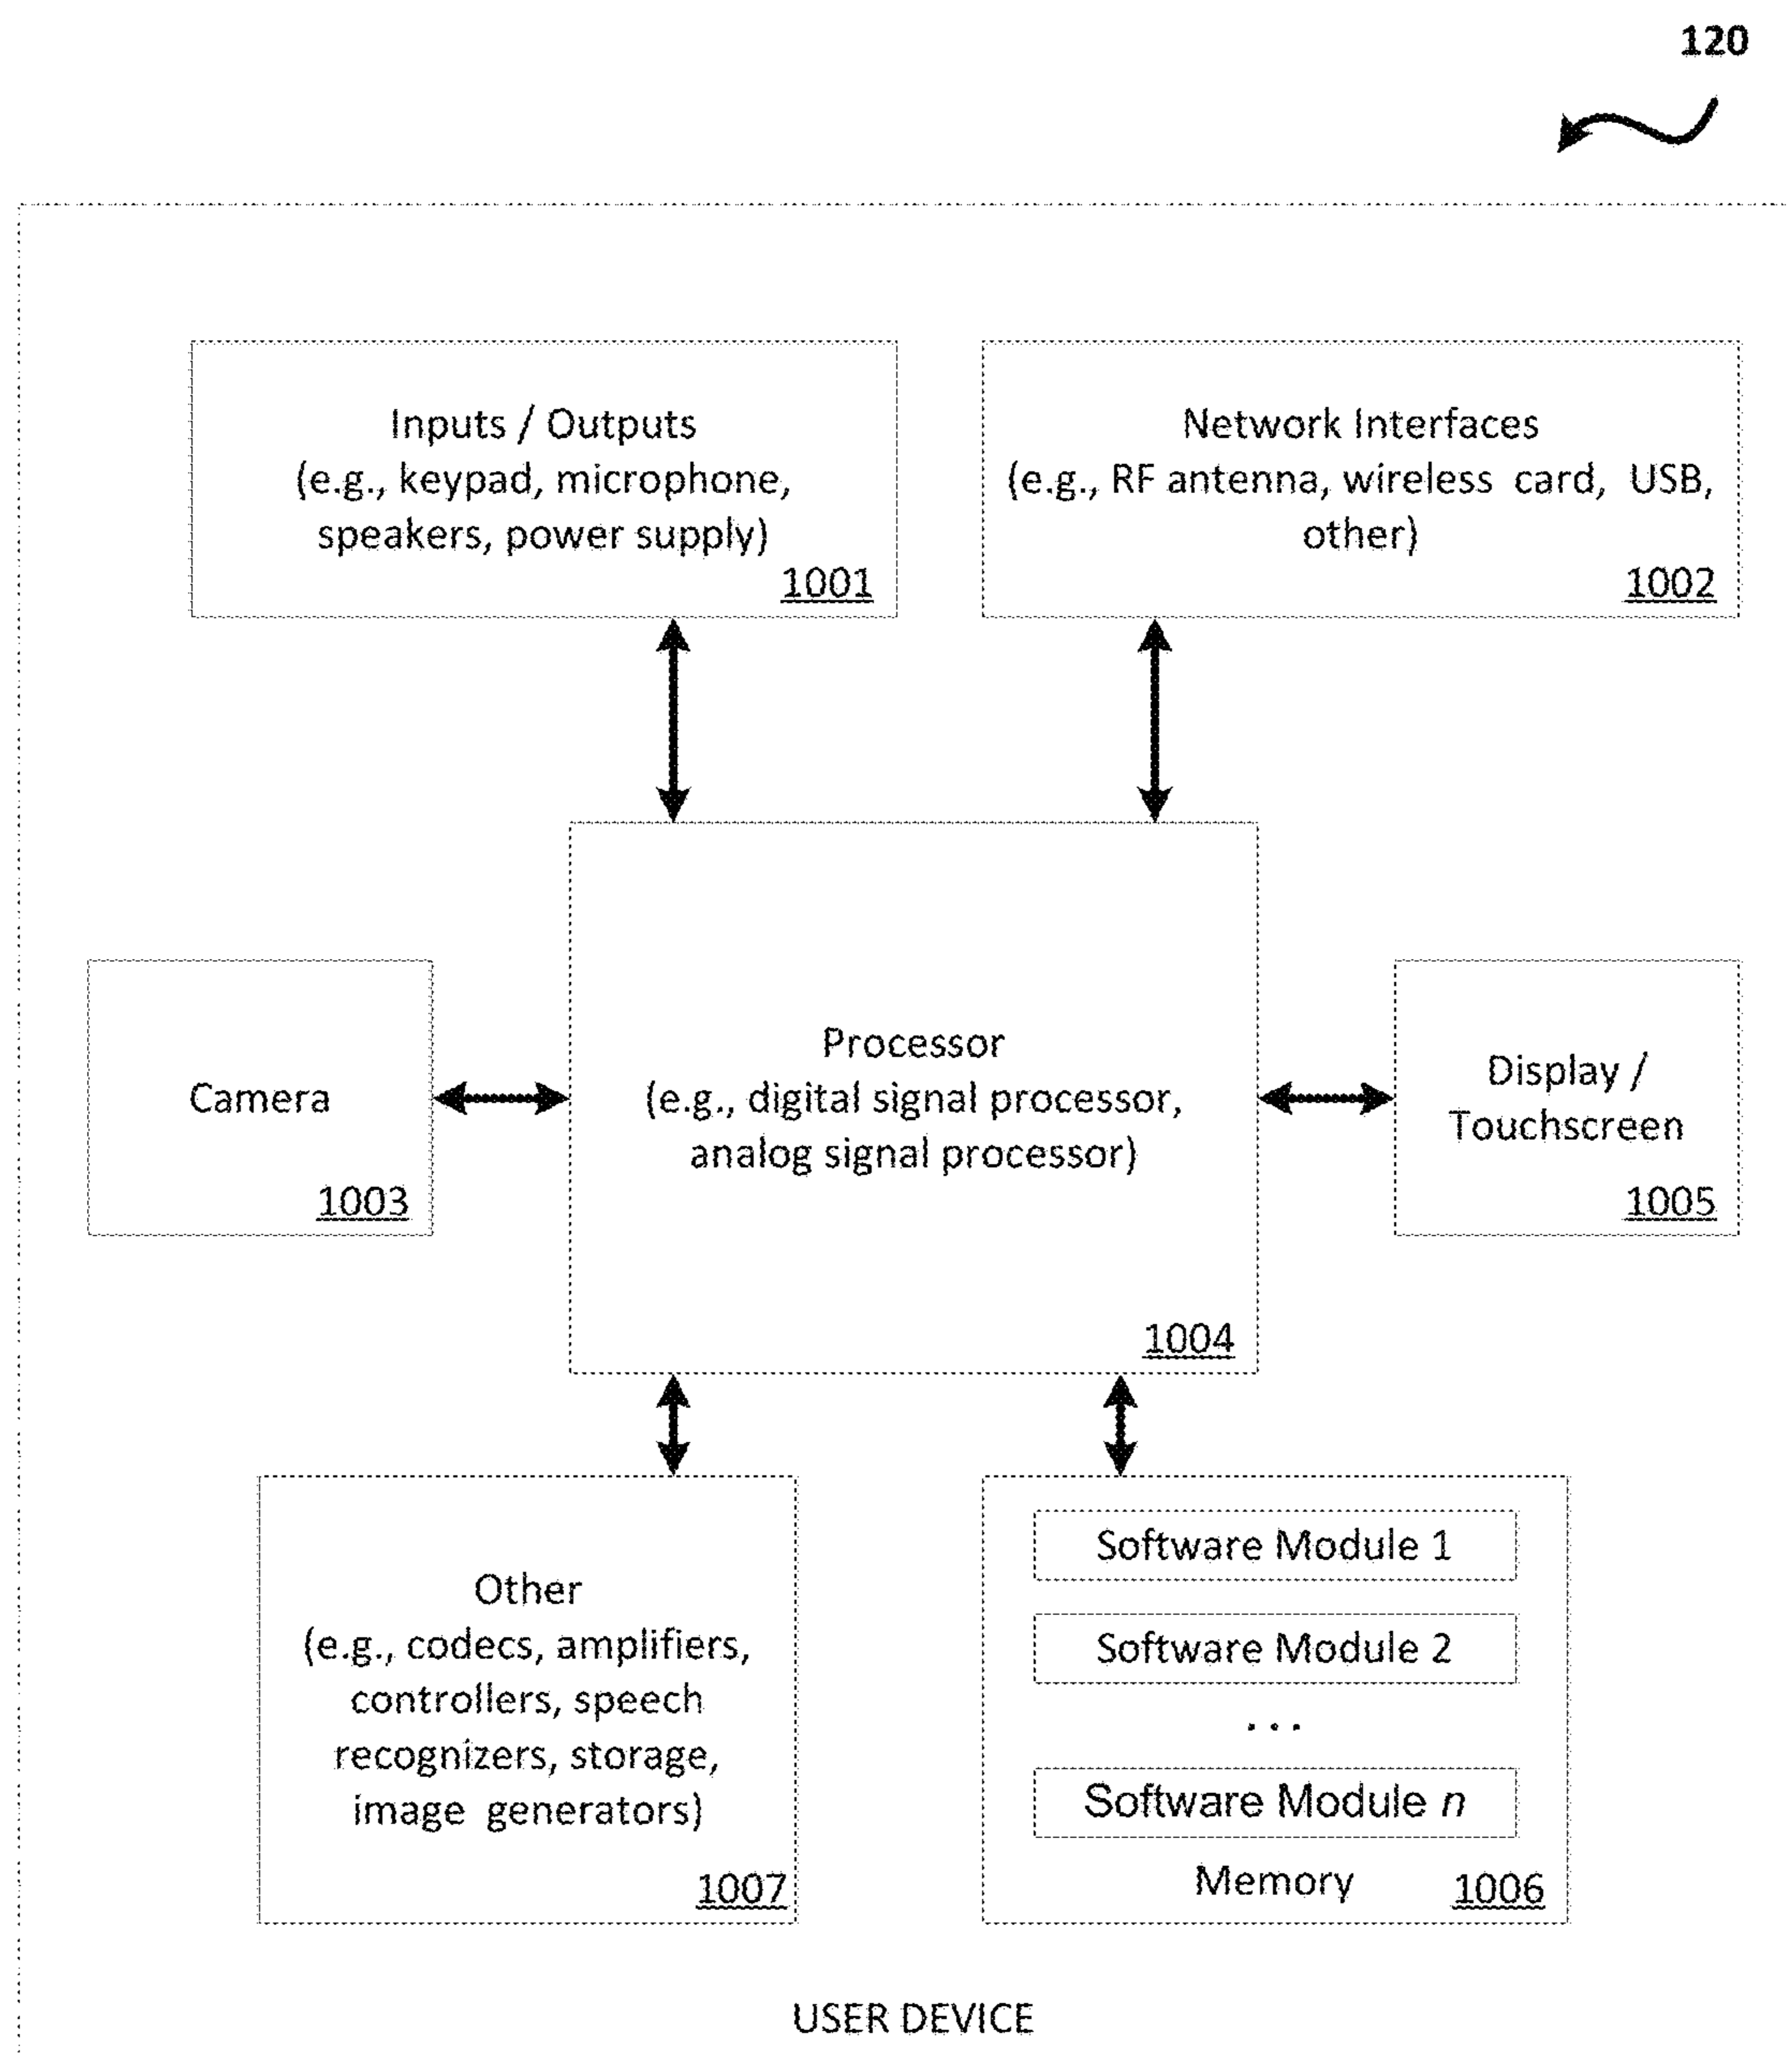 120
Inputs / Outputs
(e.g., keypad, microphone,
speakers, power supply)
1001
Network Interfaces
(e.g., RF antenna, wireless card, USB,
other)
1002
Camera
1003
Processor
(e.g., digital signal processor,
analog signal processor)
1004
Display /
Touchscreen
1005
Other
(e.g., codecs, amplifiers,
controllers, speech
recognizers, storage,
image generators)
1007
Software Module 1
Software Module 2
...
Software Module n
Memory
1006
USER DEVICE